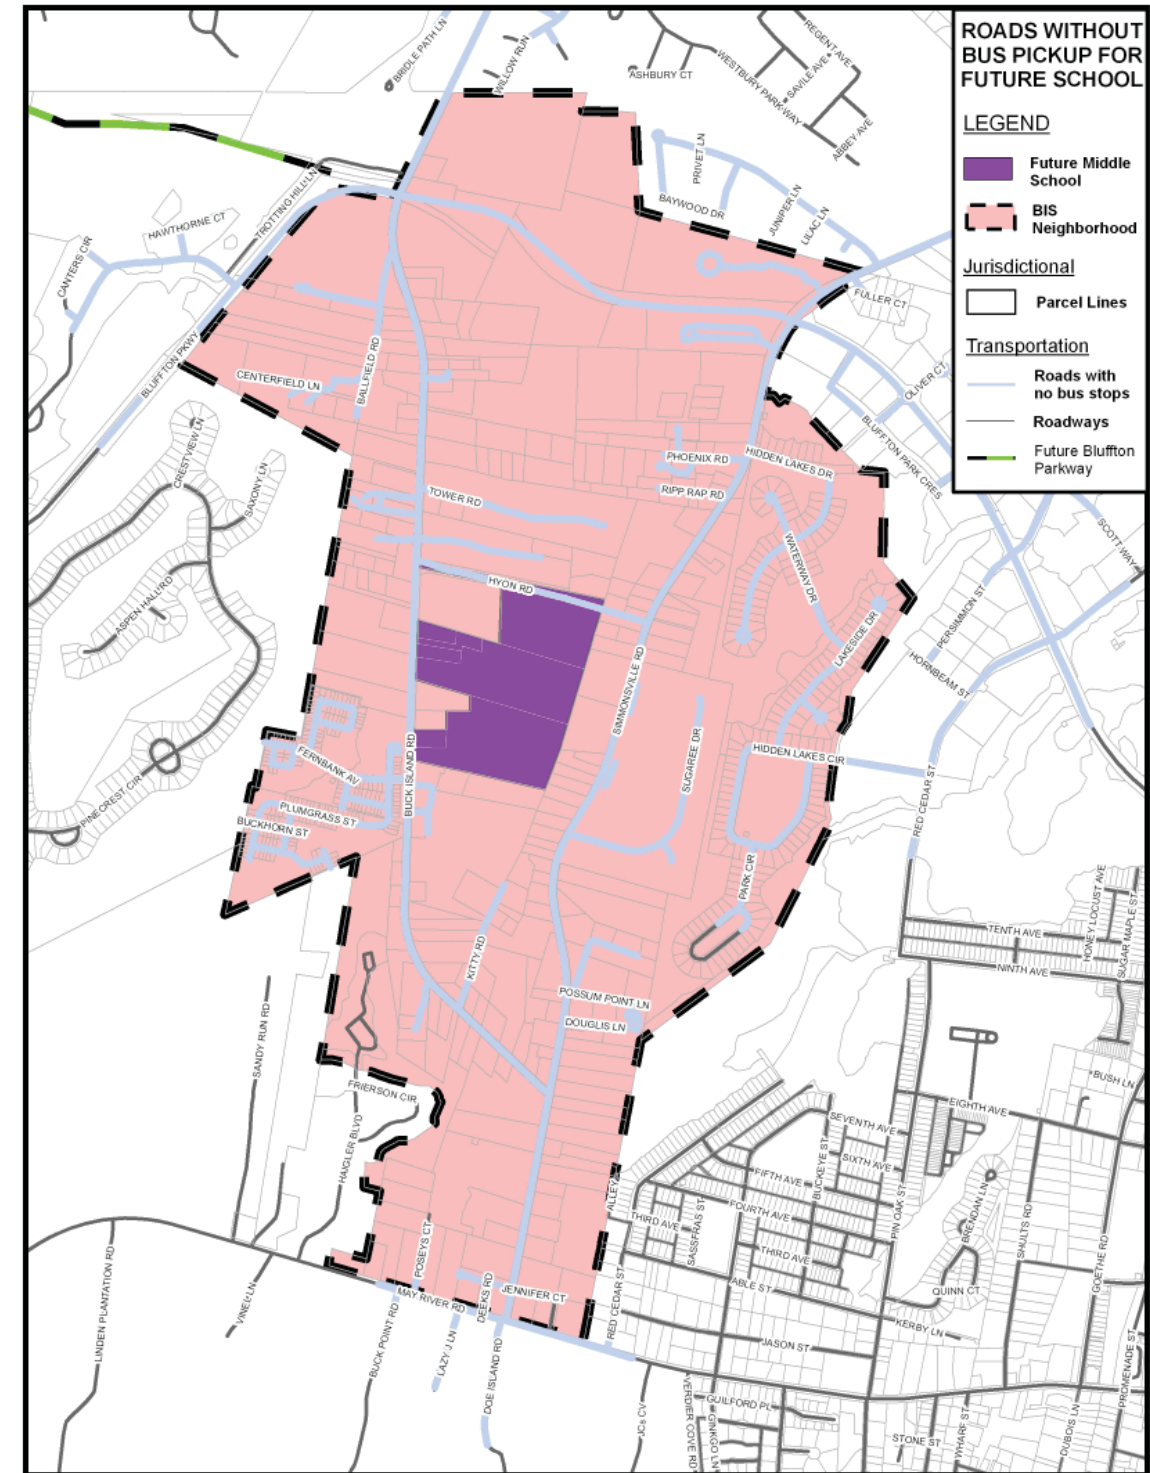 ROADS WITHOUT
BUS PICKUP FOR
FUTURE SCHOOL
LEGEND
Future Middle
School
BIS
Neighborhood
Jurisdictional
Parcel Lines
Transportation
Roads with
no bus stops
Roadways
Future Bluffton
Parkway
BRIDLE PATH LN
WILLOW RUN
ASHBURY CT
WESTBURY PARK WAY
REGENT AVE
SAVILE AVE
ABBEY AVE
PRIVET LN
BAYWOOD DR
JUNIPER LN
LILAC LN
TROTTING HILL LN
HAWTHORNE CT
CANTERS CIR
FULLER CT
BLUFFTON PKWY
CENTERFIELD LN
BALLFIELD RD
OLIVER CT
BLUFFTON PARK CRES
CRESTVIEW LN
SAXONY LN
PHOENIX RD
HIDDEN LAKES DR
RIPP RAP RD
TOWER RD
SCOTT WAY
WATERWAY DR
HYON RD
ASPEN HALL RD
LAKESIDE DR
PERSIMMON ST
HORNBEAM ST
SIMMONSVILLE RD
SUGAREE DR
HIDDEN LAKES CIR
FERNBANK AV
BUCK ISLAND RD
PINECREST CIR
PLUMGRASS ST
BUCKHORN ST
RED CEDAR ST
PARK CIR
KITTY RD
TENTH AVE
HONEY LOCUST AVE
SUGAR MAPLE ST
NINTH AVE
POSSUM POINT LN
DOUGLIS LN
SANDY RUN RD
BUSH LN
FRIERSON CIR
EIGHTH AVE
SEVENTH AVE
HAIGLER BLVD
SIXTH AVE
BUCKEYE ST
FIFTH AVE
ALLEY
FOURTH AVE
THIRD AVE
SASSFRAS ST
PIN OAK ST
BRENDAN LN
SHULTS RD
GOETHE RD
THIRD AVE
POSEYS CT
LINDEN PLANTATION RD
VINEL LN
ABLE ST
QUINN CT
DEEKS RD
JENNIFER CT
MAY RIVER RD
RED CEDAR ST
KERBY LN
BUCK POINT RD
LAZY J LN
DOE ISLAND RD
JASON ST
PROMENADE ST
JCs CV
VERDIER COVE RD
GINKGO LN
GUILFORD PL
STONE ST
WHARF ST
DUBOIS LN